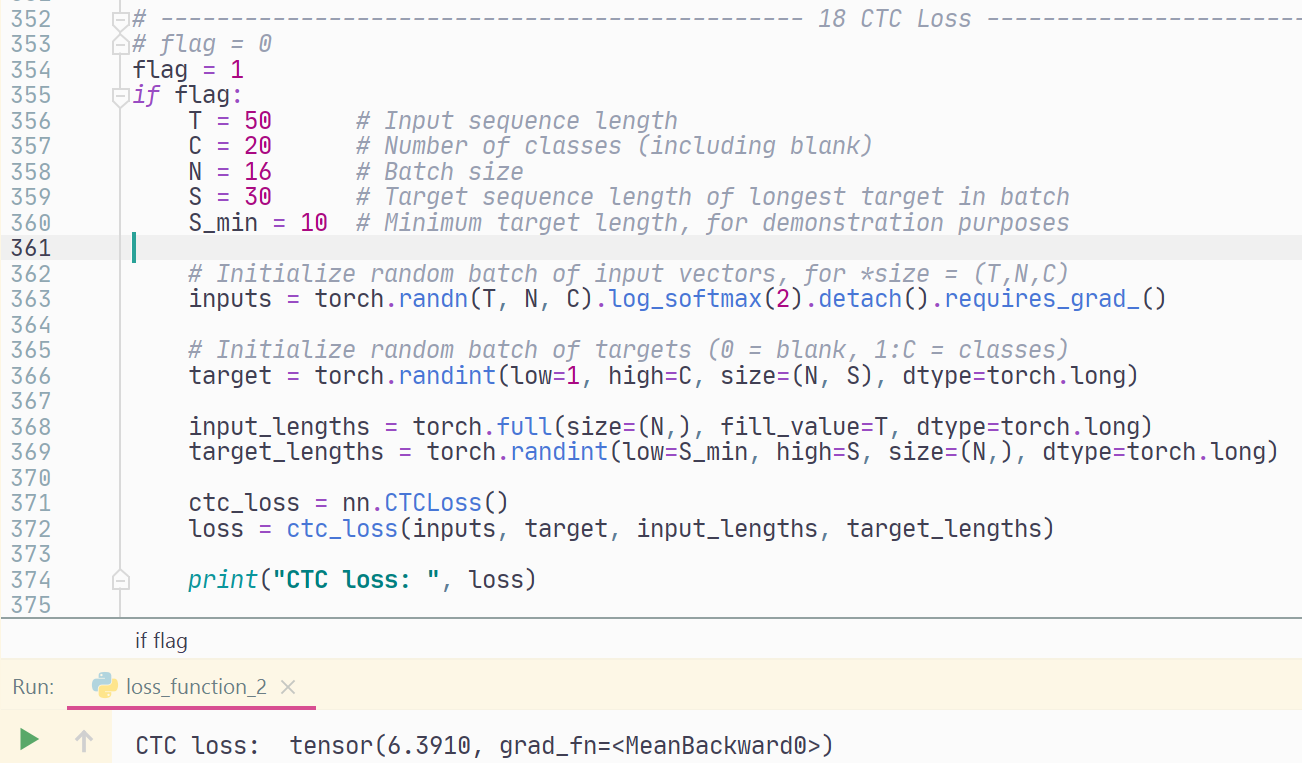 352 # ---------------------------------------------- 18 CTC Loss -----------------------
353 # flag = 0
354 flag = 1
355 if flag:
356     T = 50      # Input sequence length
357     C = 20      # Number of classes (including blank)
358     N = 16      # Batch size
359     S = 30      # Target sequence length of longest target in batch
360     S_min = 10  # Minimum target length, for demonstration purposes
361
362     # Initialize random batch of input vectors, for *size = (T,N,C)
363     inputs = torch.randn(T, N, C).log_softmax(2).detach().requires_grad_()
364
365     # Initialize random batch of targets (0 = blank, 1:C = classes)
366     target = torch.randint(low=1, high=C, size=(N, S), dtype=torch.long)
367
368     input_lengths = torch.full(size=(N,), fill_value=T, dtype=torch.long)
369     target_lengths = torch.randint(low=S_min, high=S, size=(N,), dtype=torch.long)
370
371     ctc_loss = nn.CTCLoss()
372     loss = ctc_loss(inputs, target, input_lengths, target_lengths)
373
374     print("CTC loss: ", loss)
375
if flag
Run: loss_function_2
CTC loss:  tensor(6.3910, grad_fn=<MeanBackward0>)